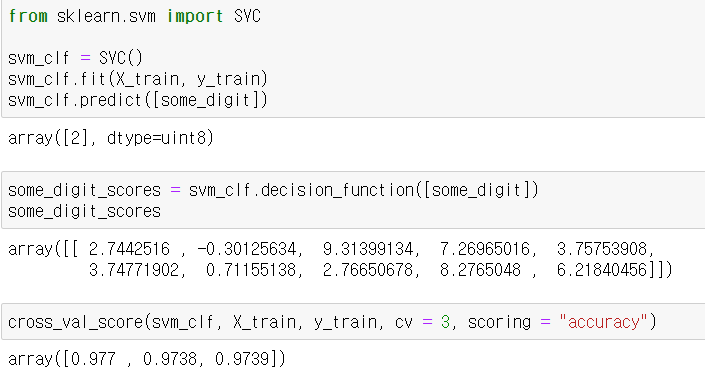 from sklearn.svm import SVC
svm_clf = SVC()
svm_clf.fit(X_train, y_train)
svm_clf.predict([some_digit])
array([2], dtype=uint8)
some_digit_scores = svm_clf.decision_function([some_digit])
some_digit_scores
array([[ 2.7442516 , -0.30125634,  9.31399134,  7.26965016,  3.75753908,
         3.74771902,  0.71155138,  2.76650678,  8.2765048 ,  6.21840456]])
cross_val_score(svm_clf, X_train, y_train, cv = 3, scoring = "accuracy")
array([0.977 , 0.9738, 0.9739])